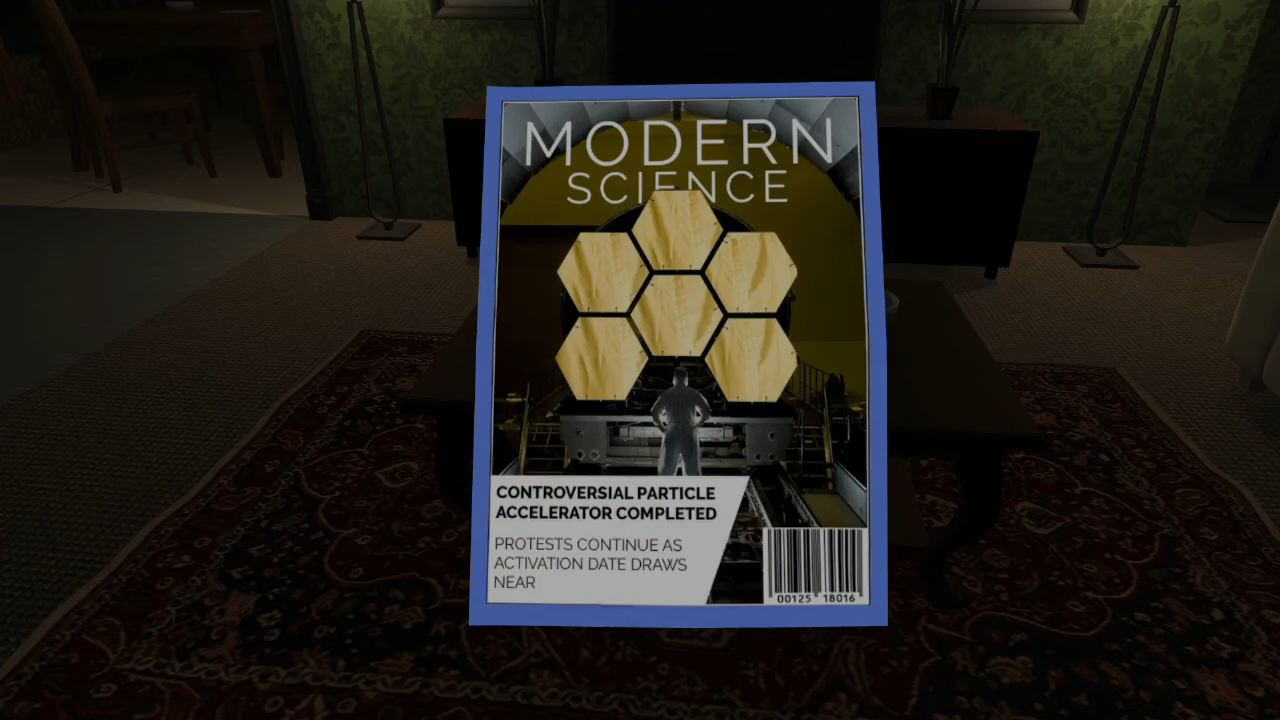 MODERN
SCIENCE
CONTROVERSIAL PARTICLE
ACCELERATOR COMPLETED
PROTESTS CONTINUE AS
ACTIVATION DATE DRAWS
NEAR
00125 18016